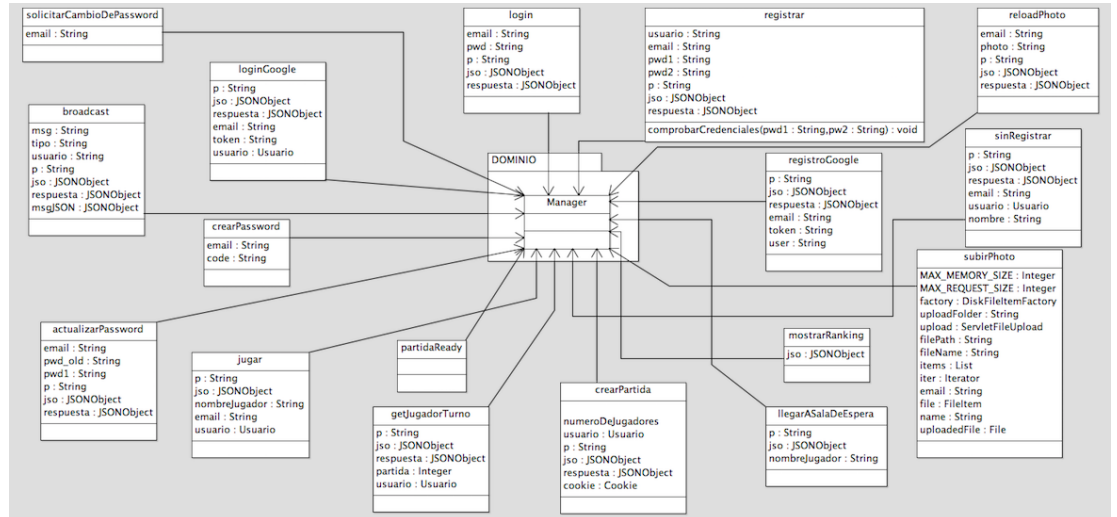 solicitarCambioDePassword
email : String
login
email : String
pwd : String
p : String
jso : JSONObject
respuesta : JSONObject
registrar
usuario : String
email : String
pwd1 : String
pwd2 : String
p : String
jso : JSONObject
respuesta : JSONObject
comprobarCredenciales(pwd1 : String,pw2 : String) : void
reloadPhoto
email : String
photo : String
p : String
jso : JSONObject
respuesta : JSONObject
loginGoogle
p : String
jso : JSONObject
respuesta : JSONObject
email : String
token : String
usuario : Usuario
broadcast
msg : String
tipo : String
usuario : String
p : String
jso : JSONObject
respuesta : JSONObject
msgJSON : JSONObject
DOMINIO
Manager
registroGoogle
p : String
jso : JSONObject
respuesta : JSONObject
email : String
token : String
user : String
sinRegistrar
p : String
jso : JSONObject
respuesta : JSONObject
email : String
usuario : Usuario
nombre : String
crearPassword
email : String
code : String
subirPhoto
MAX_MEMORY_SIZE : Integer
MAX_REQUEST_SIZE : Integer
factory : DiskFileItemFactory
uploadFolder : String
upload : ServletFileUpload
filePath : String
fileName : String
items : List
iter : Iterator
email : String
file : FileItem
name : String
uploadedFile : File
actualizarPassword
email : String
pwd_old : String
pwd1 : String
p : String
jso : JSONObject
respuesta : JSONObject
jugar
p : String
jso : JSONObject
nombreJugador : String
email : String
usuario : Usuario
partidaReady
mostrarRanking
jso : JSONObject
getJugadorTurno
p : String
jso : JSONObject
respuesta : JSONObject
partida : Integer
usuario : Usuario
crearPartida
numeroDeJugadores
usuario : Usuario
p : String
jso : JSONObject
respuesta : JSONObject
cookie : Cookie
llegarASalaDeEspera
p : String
jso : JSONObject
nombreJugador : String